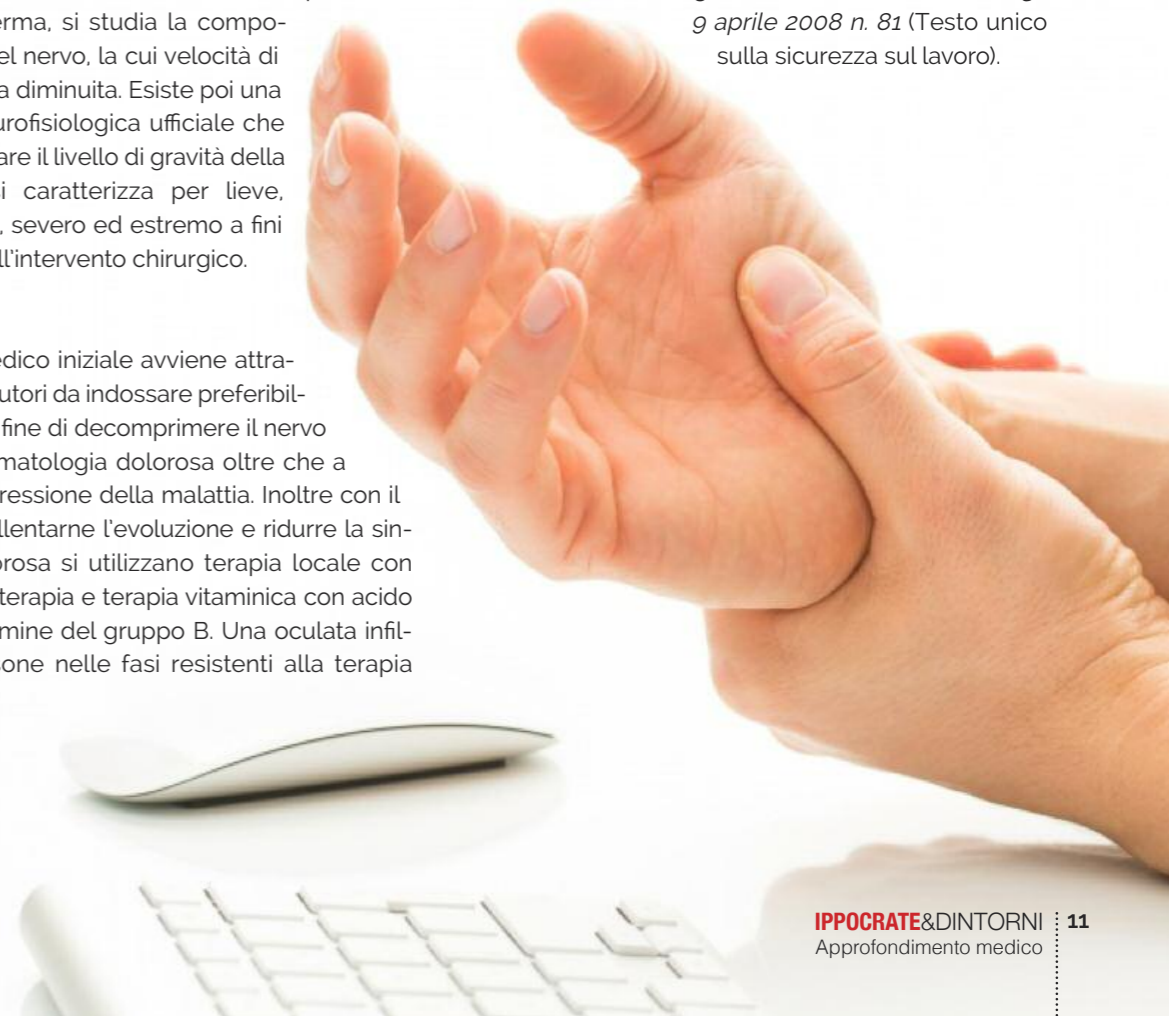 erma, si studia la compo-
el nervo, la cui velocità di
a diminuita. Esiste poi una
urofisiologica ufficiale che
are il livello di gravità della
si caratterizza per lieve,
, severo ed estremo a fini
ll'intervento chirurgico.
edico iniziale avviene attra-
utori da indossare preferibil-
fine di decomprimere il nervo
matologia dolorosa oltre che a
ressione della malattia. Inoltre con il
llentarne l'evoluzione e ridurre la sin-
orosa si utilizzano terapia locale con
terapia e terapia vitaminica con acido
mine del gruppo B. Una oculata infil-
sone nelle fasi resistenti alla terapia
9 aprile 2008 n. 81 (Testo unico
sulla sicurezza sul lavoro).
IPPOCRATE&DINTORNI 11
Approfondimento medico